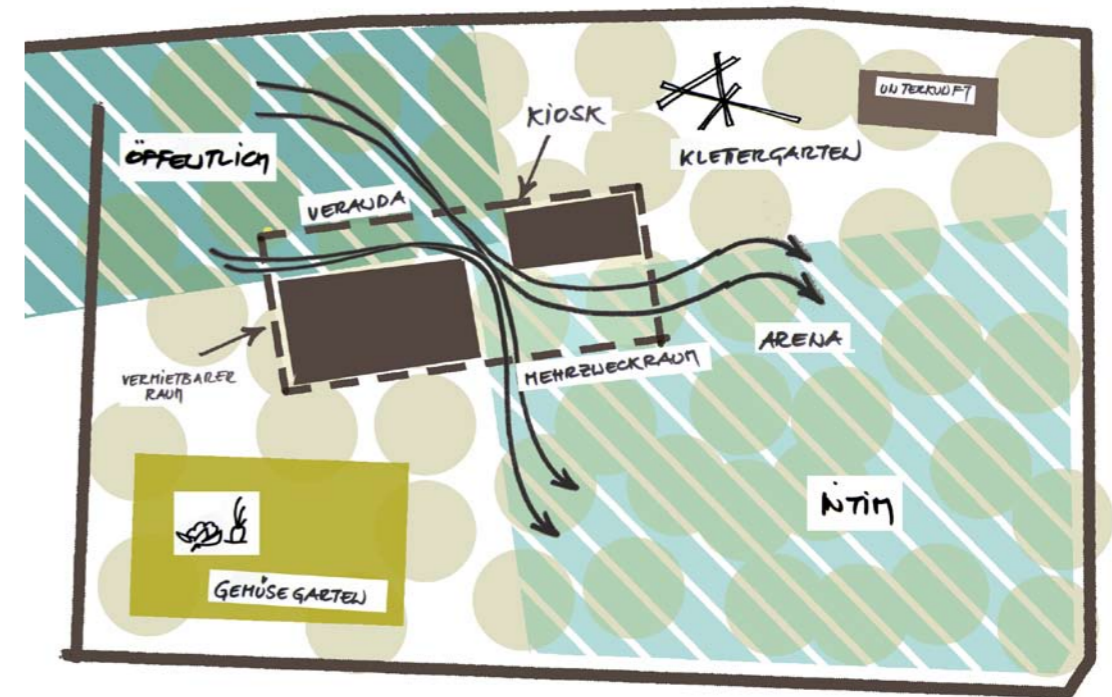 UNTERKUNFT
KIOSK
KLETTERGARTEN
ÖFFENTLICH
VERANDA
ARENA
MEHRZWECKRAUM
VERMIETBARER
RAUM
INTIM
GEMÜSEGARTEN